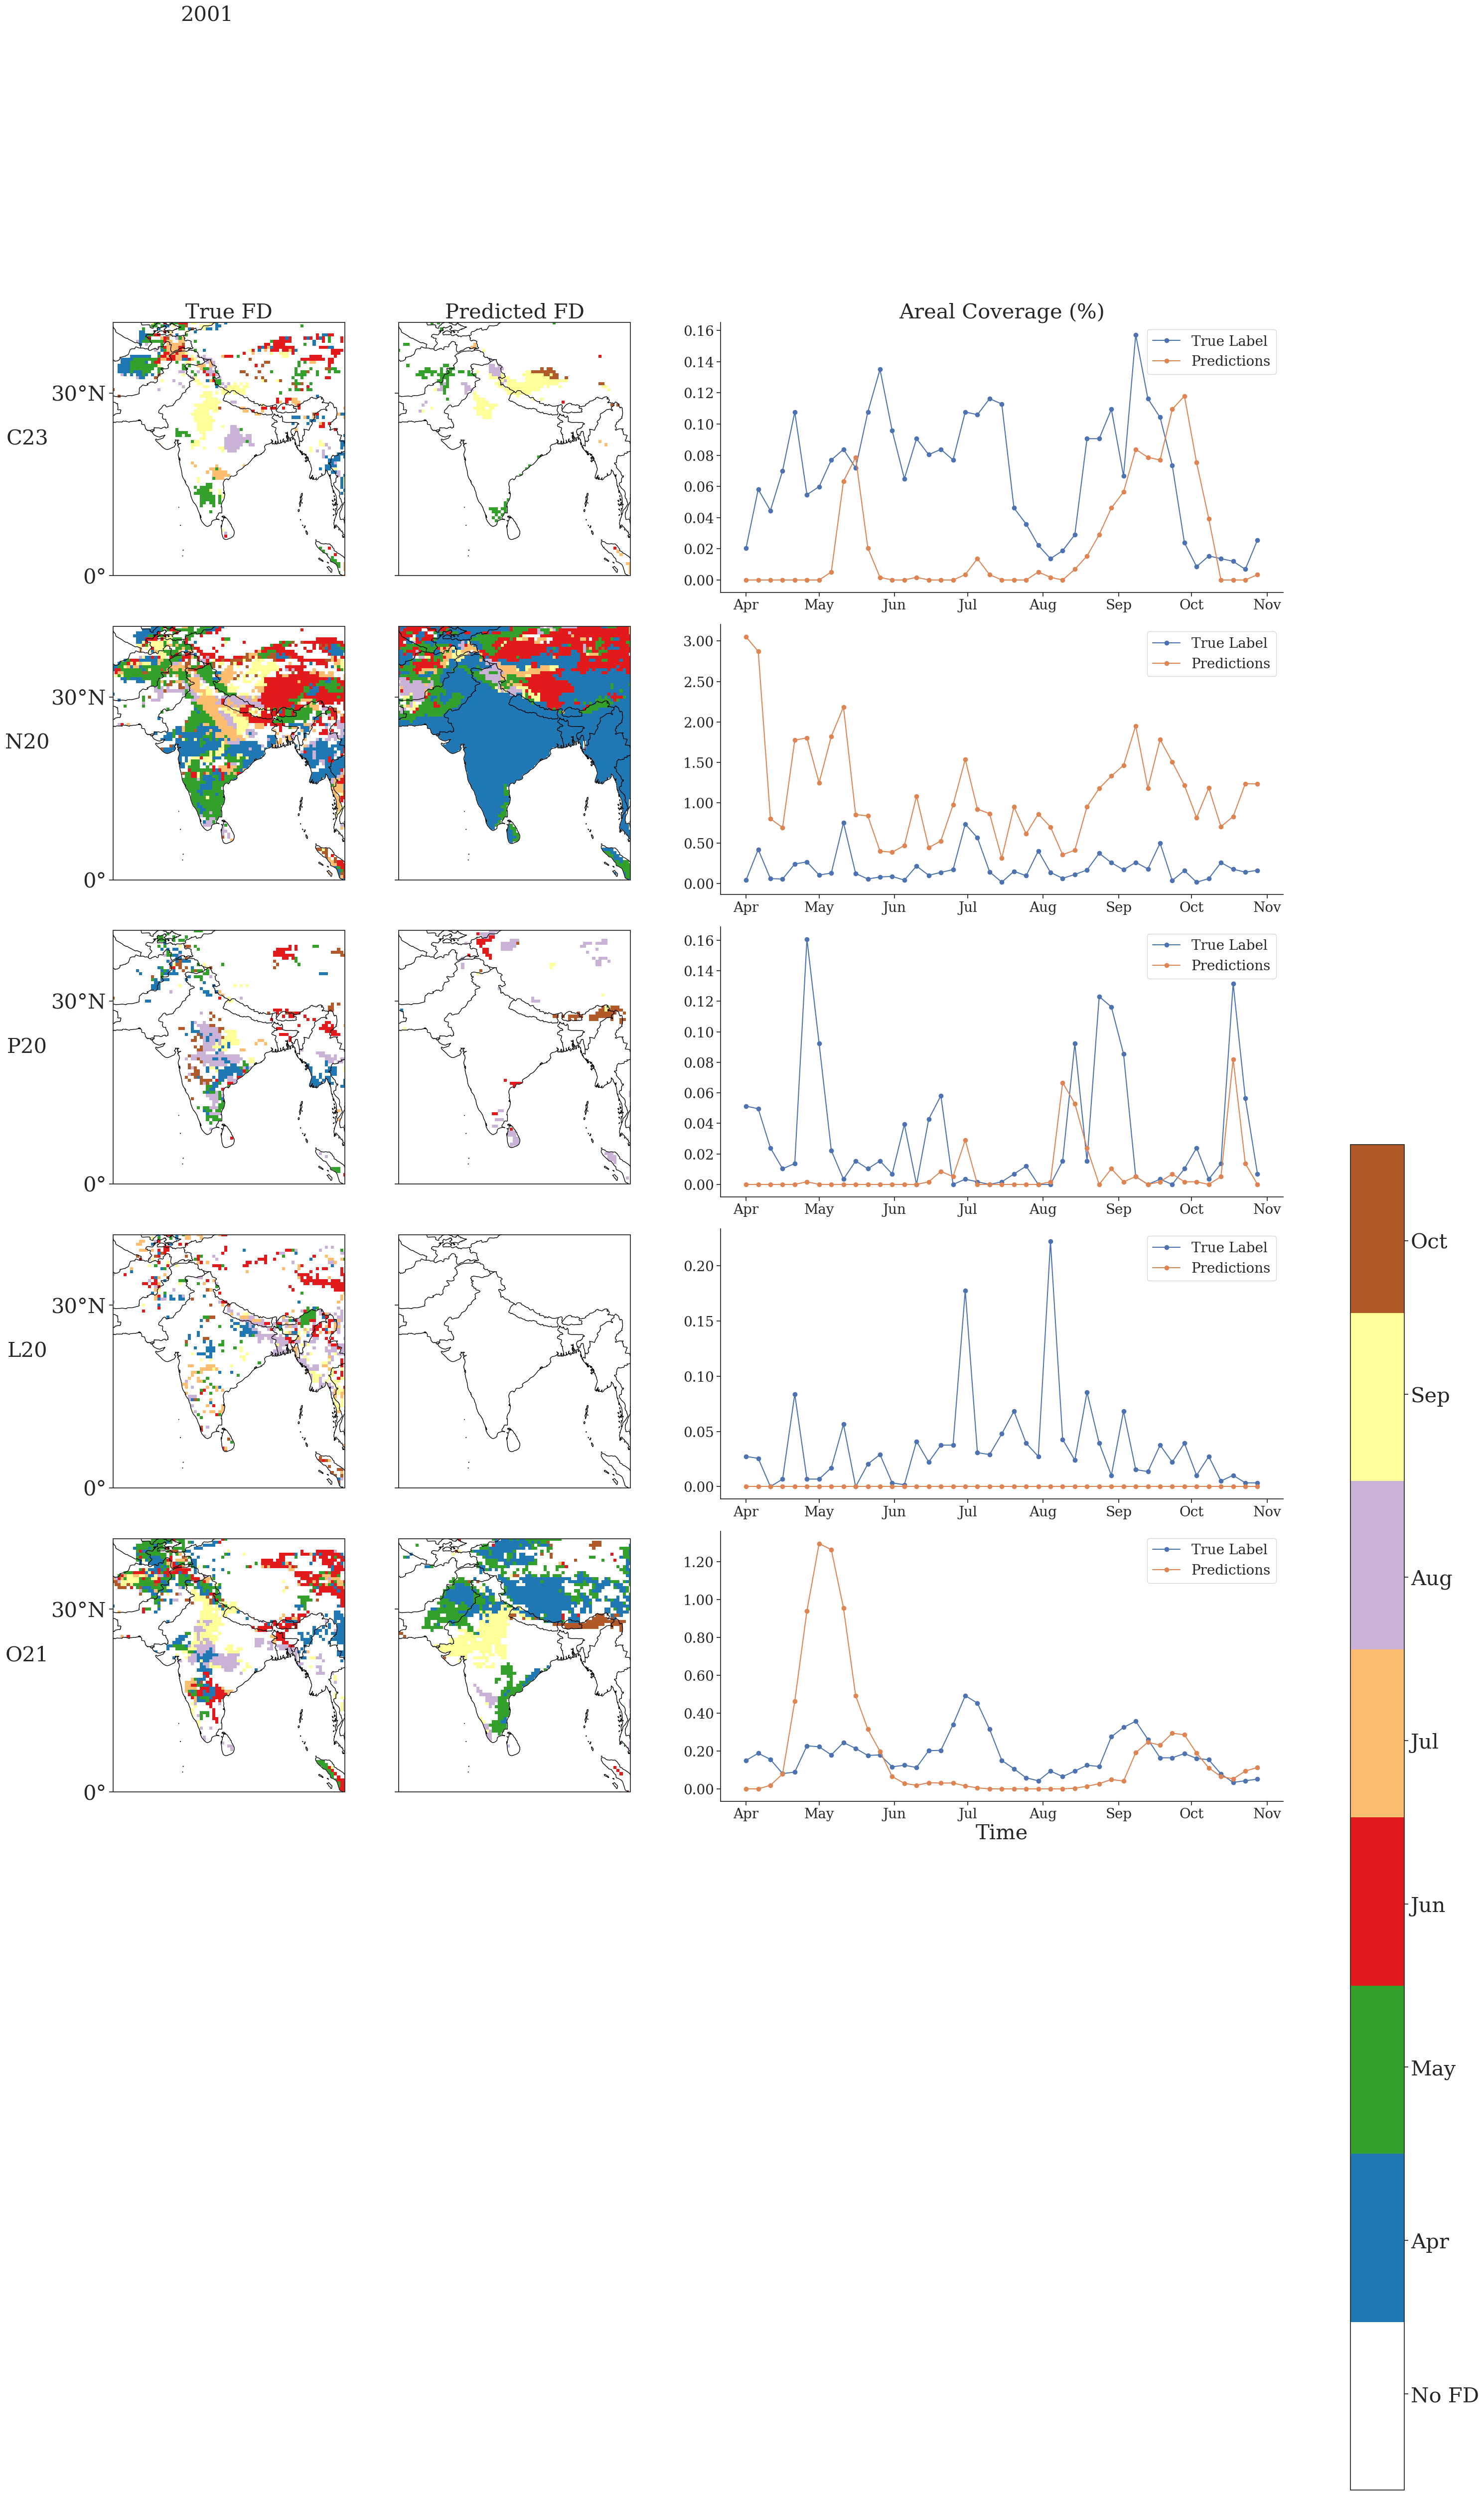 2001
True FD
Predicted FD
Areal Coverage (%)
C23
30°N
0°
0.16
0.14
0.12
0.10
0.08
0.06
0.04
0.02
0.00
True Label
Predictions
Apr May Jun Jul Aug Sep Oct Nov
N20
30°N
0°
3.00
2.50
2.00
1.50
1.00
0.50
0.00
True Label
Predictions
Apr May Jun Jul Aug Sep Oct Nov
P20
30°N
0°
0.16
0.14
0.12
0.10
0.08
0.06
0.04
0.02
0.00
True Label
Predictions
Apr May Jun Jul Aug Sep Oct Nov
L20
30°N
0°
0.20
0.15
0.10
0.05
0.00
True Label
Predictions
Apr May Jun Jul Aug Sep Oct Nov
O21
30°N
0°
1.20
1.00
0.80
0.60
0.40
0.20
0.00
True Label
Predictions
Apr May Jun Jul Aug Sep Oct Nov
Time
Oct
Sep
Aug
Jul
Jun
May
Apr
No FD